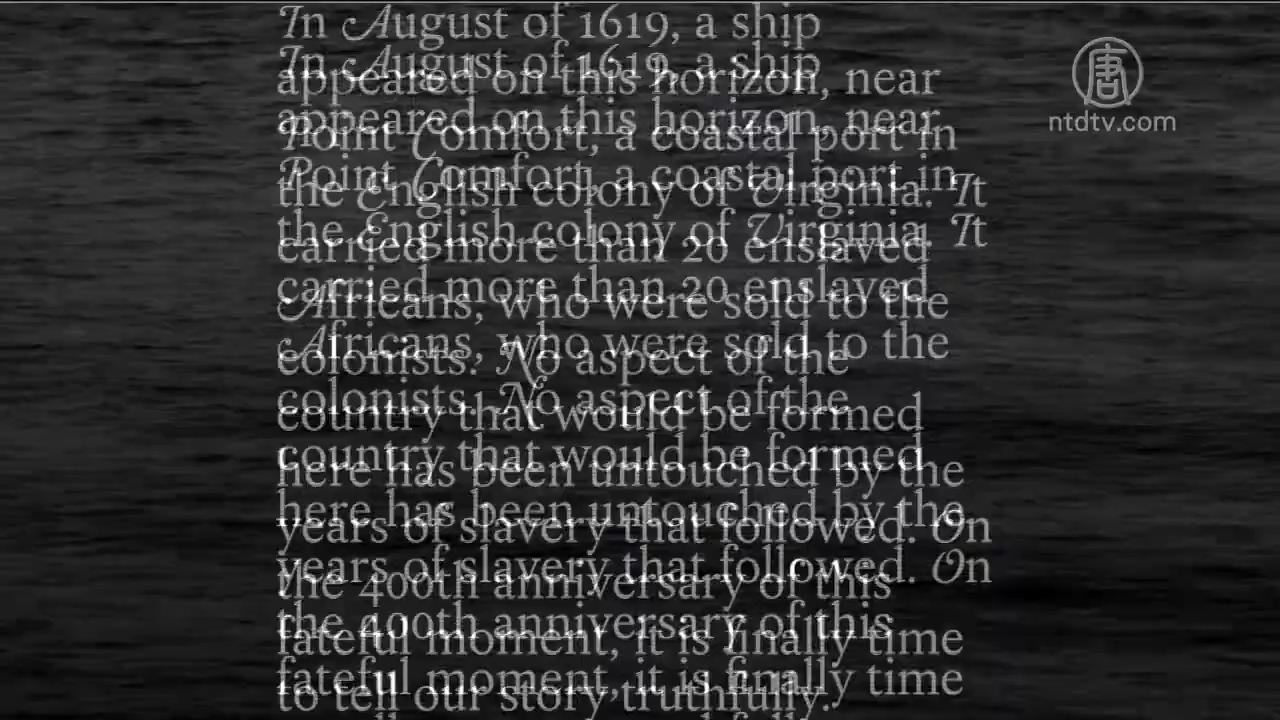 In August of 1619, a ship
appeared on this horizon, near
Point Comfort, a coastal port in
the English colony of Virginia. It
carried more than 20 enslaved
Africans, who were sold to the
colonists. No aspect of the
country that would be formed
here has been untouched by the
years of slavery that followed. On
the 400th anniversary of this
fateful moment, it is finally time
to tell our story truthfully.
唐
ntdtv.com